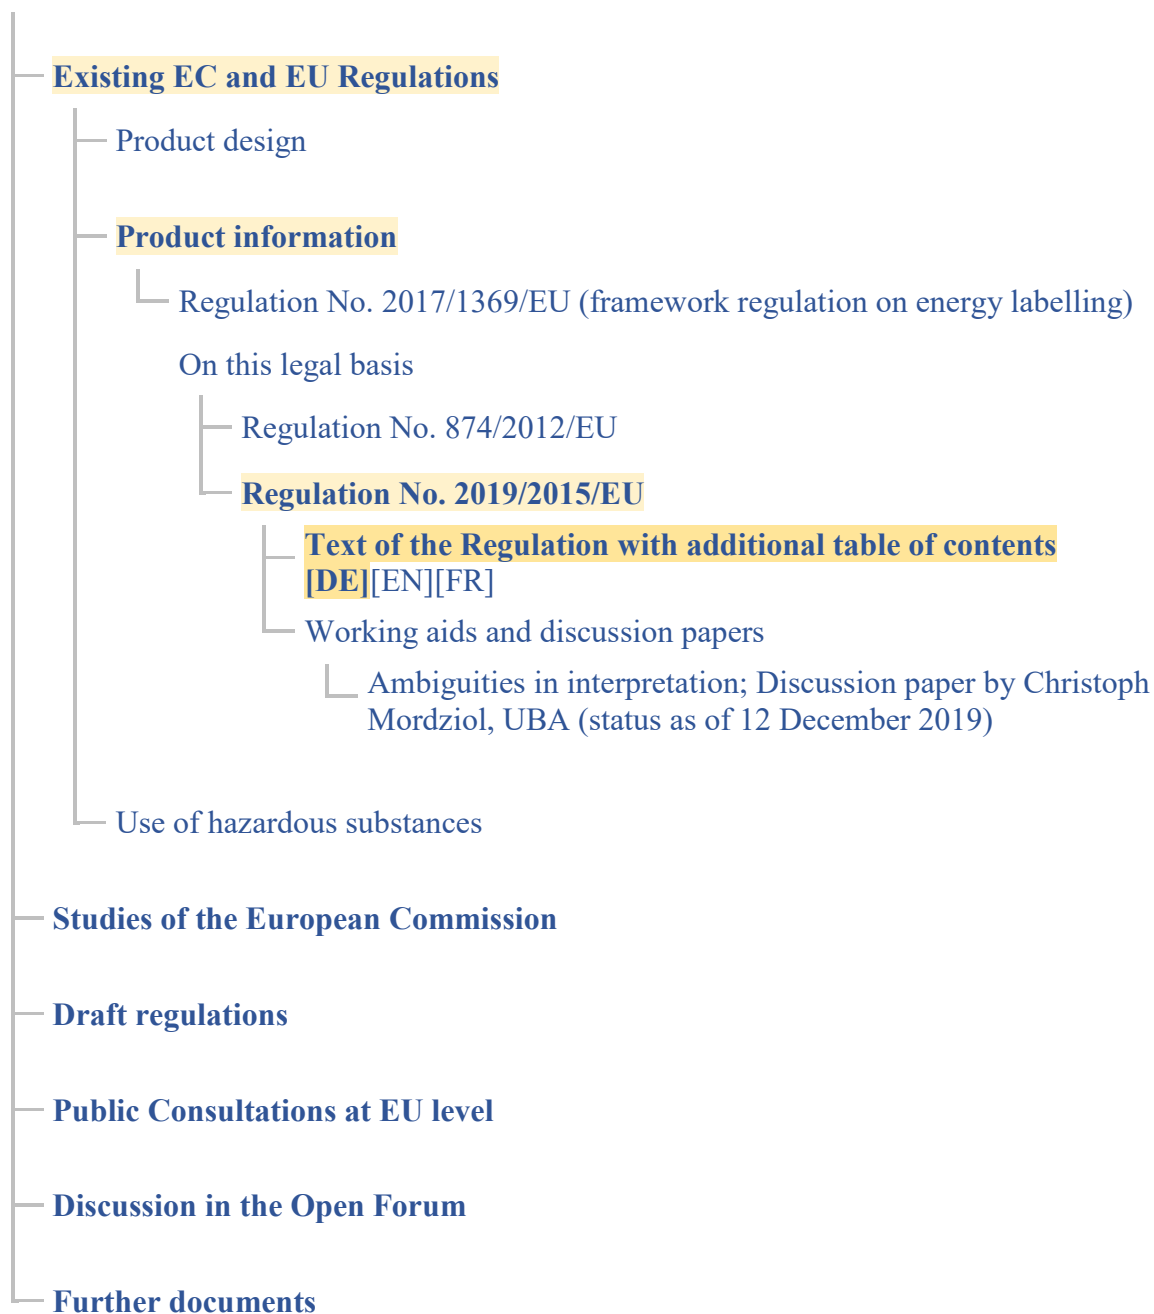 Existing EC and EU Regulations
Product design
Product information
Regulation No. 2017/1369/EU (framework regulation on energy labelling)
On this legal basis
Regulation No. 874/2012/EU
Regulation No. 2019/2015/EU
Text of the Regulation with additional table of contents
[DE][EN][FR]
Working aids and discussion papers
Ambiguities in interpretation; Discussion paper by Christoph
Mordziol, UBA (status as of 12 December 2019)
Use of hazardous substances
Studies of the European Commission
Draft regulations
Public Consultations at EU level
Discussion in the Open Forum
Further documents